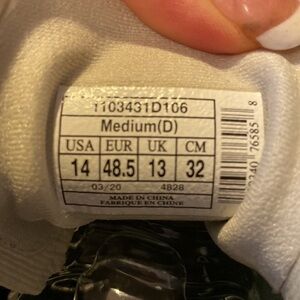 1103431D106
Medium(D)
USA EUR UK CM
14 48.5 13 32
03/20 4828
MADE IN CHINA
FABRIQUE EN CHINE